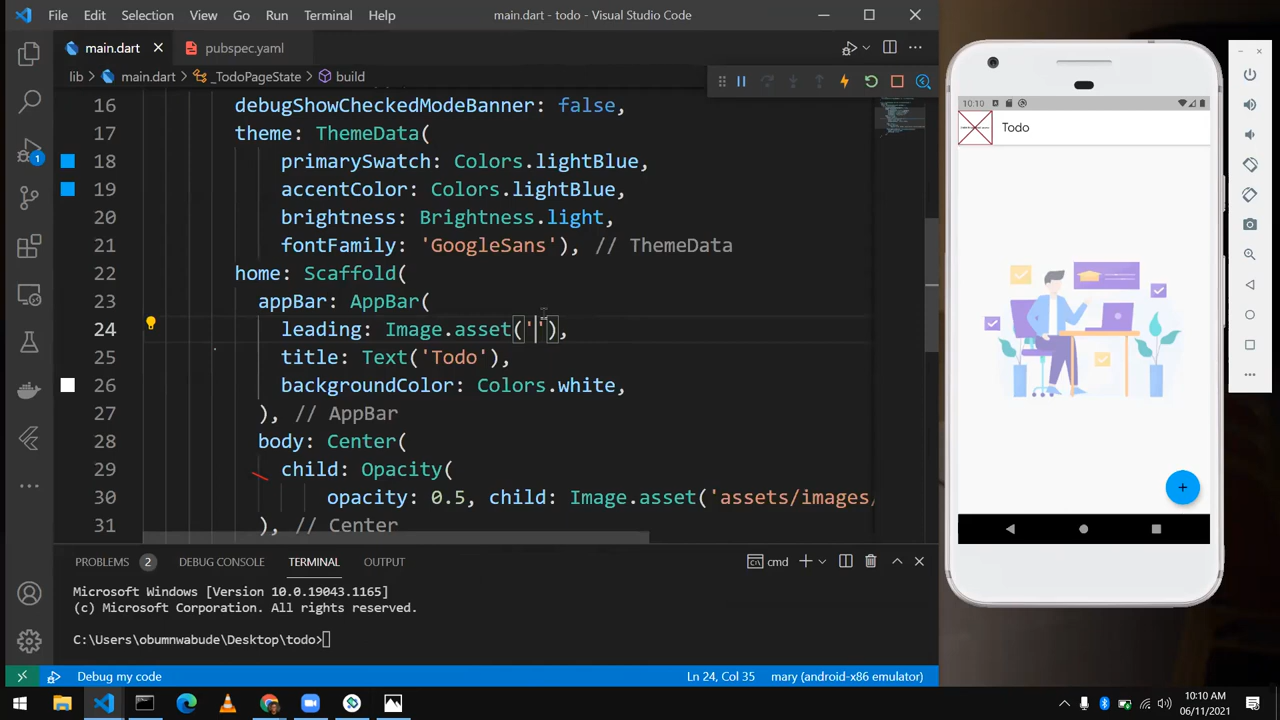 File Edit Selection View Go Run Terminal Help main.dart - todo - Visual Studio Code
main.dart pubspec.yaml
lib > main.dart > _TodoPageState > build
16 debugShowCheckedModeBanner: false,
17 theme: ThemeData(
18 primarySwatch: Colors.lightBlue,
19 accentColor: Colors.lightBlue,
20 brightness: Brightness.light,
21 fontFamily: 'GoogleSans'), // ThemeData
22 home: Scaffold(
23 appBar: AppBar(
24 leading: Image.asset(''),
25 title: Text('Todo'),
26 backgroundColor: Colors.white,
27 ), // AppBar
28 body: Center(
29 child: Opacity(
30 opacity: 0.5, child: Image.asset('assets/images/
31 ), // Center
1
10:10
Todo
+
PROBLEMS 2 DEBUG CONSOLE TERMINAL OUTPUT cmd
Microsoft Windows [Version 10.0.19043.1165]
(c) Microsoft Corporation. All rights reserved.
C:\Users\obumnwabude\Desktop\todo>
Debug my code Ln 24, Col 35 mary (android-x86 emulator)
10:10 AM
06/11/2021